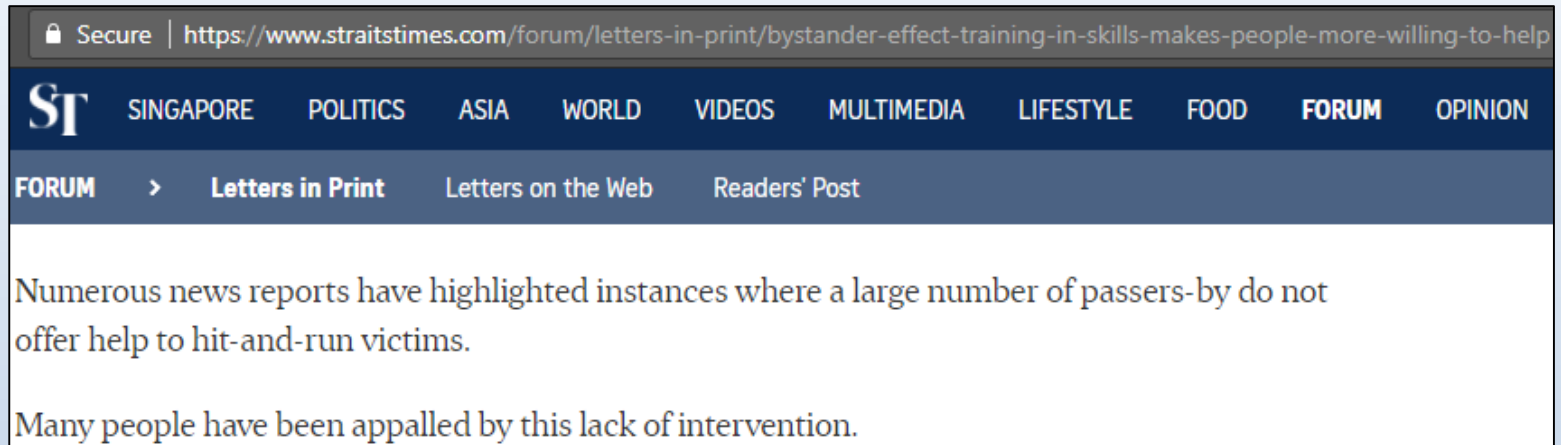 Secure | https://www.straitstimes.com/forum/letters-in-print/bystander-effect-training-in-skills-makes-people-more-willing-to-help
ST SINGAPORE POLITICS ASIA WORLD VIDEOS MULTIMEDIA LIFESTYLE FOOD FORUM OPINION
FORUM > Letters in Print Letters on the Web Readers' Post
Numerous news reports have highlighted instances where a large number of passers-by do not
offer help to hit-and-run victims.
Many people have been appalled by this lack of intervention.